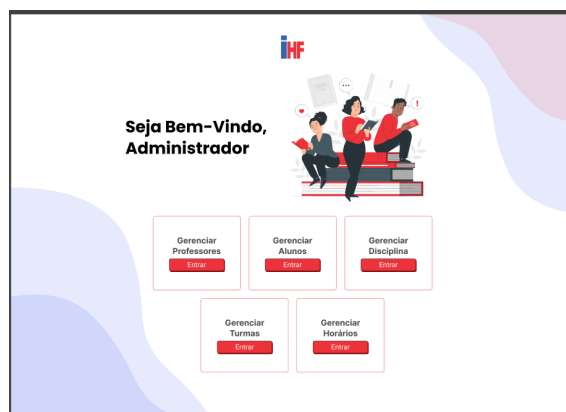 iHF
Seja Bem-Vindo,
Administrador
Gerenciar
Professores
Entrar
Gerenciar
Alunos
Entrar
Gerenciar
Disciplina
Entrar
Gerenciar
Turmas
Entrar
Gerenciar
Horários
Entrar